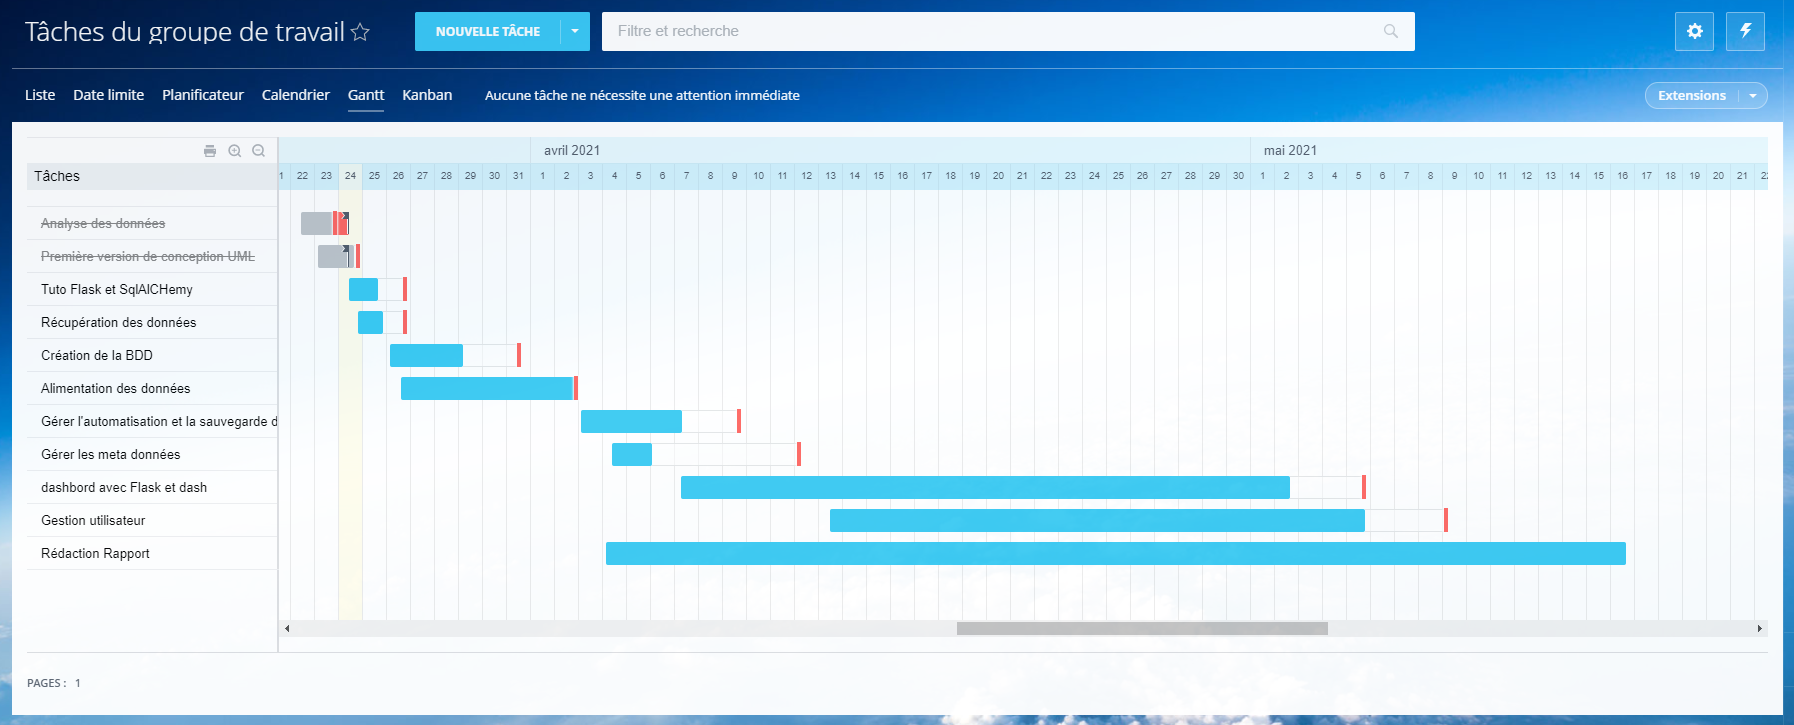 Tâches du groupe de travail
NOUVELLE TÂCHE
Filtre et recherche
Liste Date limite Planificateur Calendrier Gantt Kanban Aucune tâche ne nécessite une attention immédiate
Extensions
avril 2021 mai 2021
Tâches
1 22 23 24 25 26 27 28 29 30 31 1 2 3 4 5 6 7 8 9 10 11 12 13 14 15 16 17 18 19 20 21 22 23 24 25 26 27 28 29 30 1 2 3 4 5 6 7 8 9 10 11 12 13 14 15 16 17 18 19 20 21 22
Analyse des données
Première version de conception UML
Tuto Flask et SqlAlCHemy
Récupération des données
Création de la BDD
Alimentation des données
Gérer l'automatisation et la sauvegarde d
Gérer les meta données
dashbord avec Flask et dash
Gestion utilisateur
Rédaction Rapport
PAGES : 1